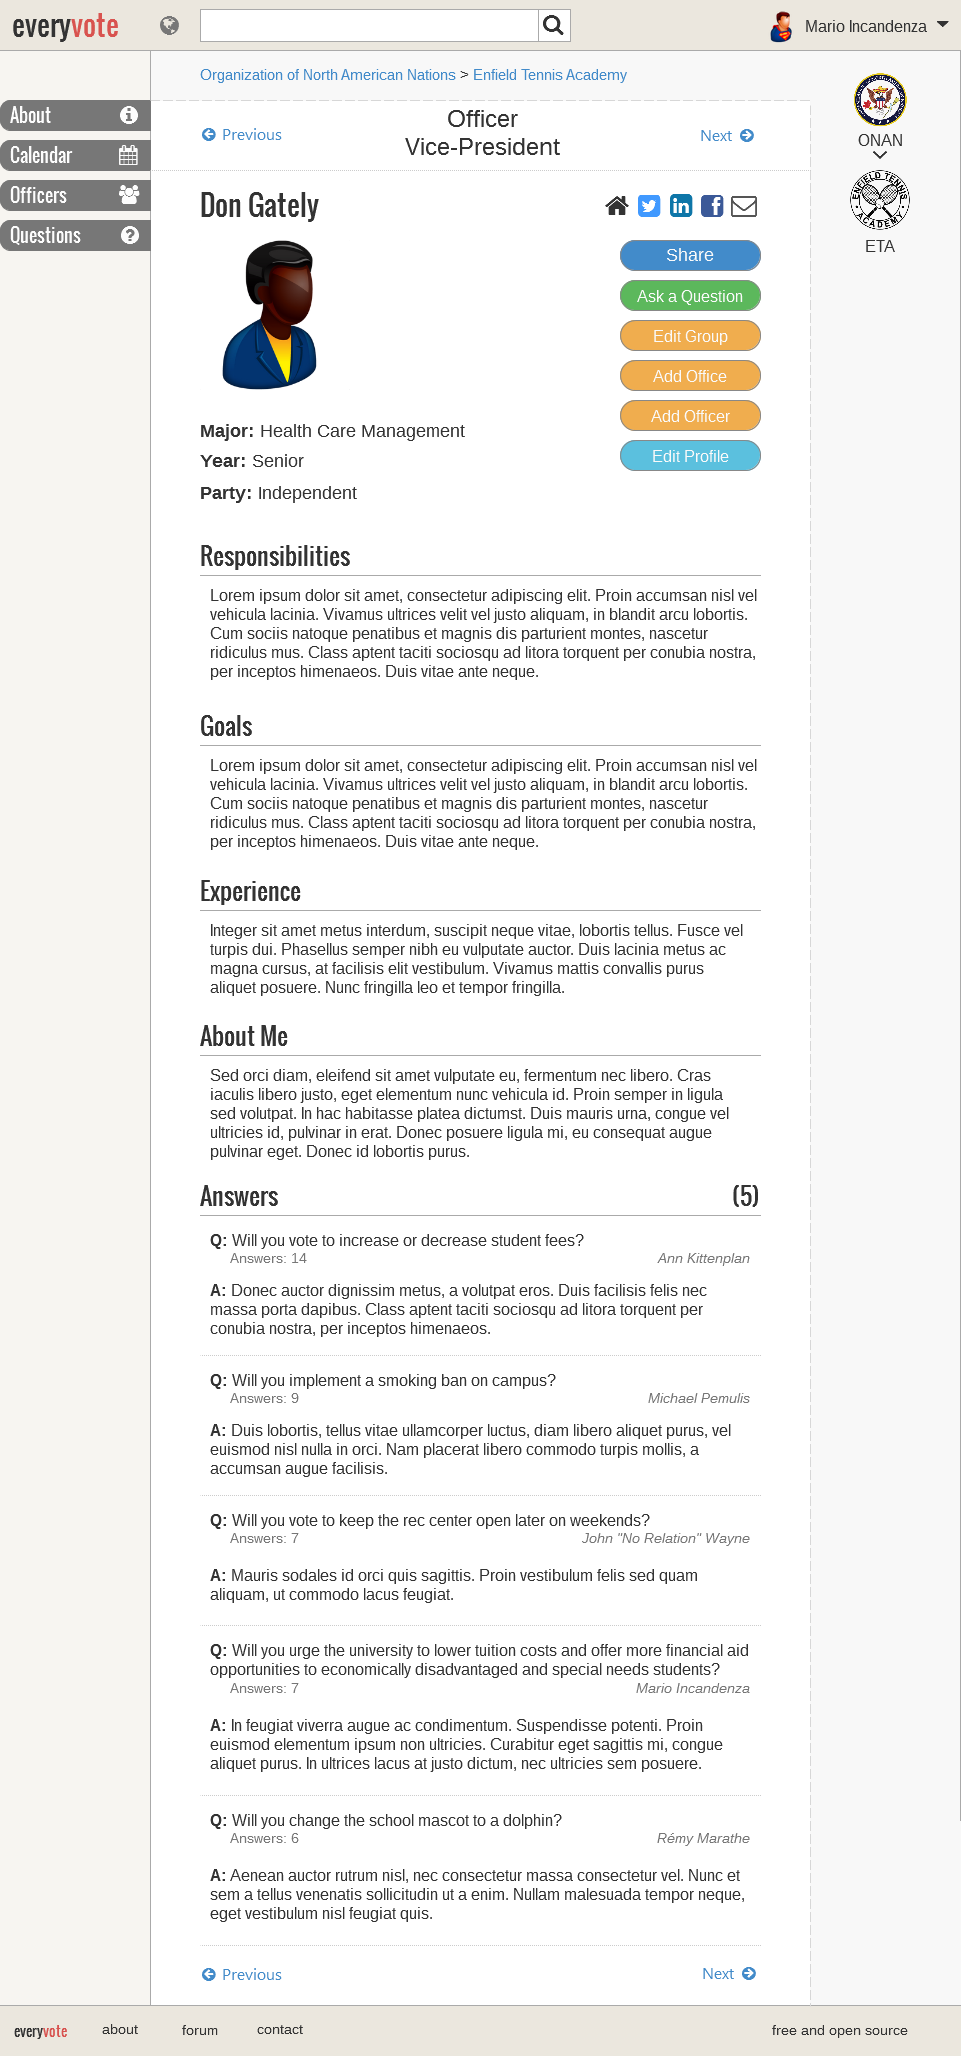 everyvote
Mario Incandenza
Organization of North American Nations > Enfield Tennis Academy
About
Calendar
Officers
Questions
Previous
Officer
Vice-President
Next
ONAN
ENFIELD TENNIS
ACADEMY
ETA
Don Gately
Share
Ask a Question
Edit Group
Add Office
Add Officer
Edit Profile
Major: Health Care Management
Year: Senior
Party: Independent
Responsibilities
Lorem ipsum dolor sit amet, consectetur adipiscing elit. Proin accumsan nisl vel
vehicula lacinia. Vivamus ultrices velit vel justo aliquam, in blandit arcu lobortis.
Cum sociis natoque penatibus et magnis dis parturient montes, nascetur
ridiculus mus. Class aptent taciti sociosqu ad litora torquent per conubia nostra,
per inceptos himenaeos. Duis vitae ante neque.
Goals
Lorem ipsum dolor sit amet, consectetur adipiscing elit. Proin accumsan nisl vel
vehicula lacinia. Vivamus ultrices velit vel justo aliquam, in blandit arcu lobortis.
Cum sociis natoque penatibus et magnis dis parturient montes, nascetur
ridiculus mus. Class aptent taciti sociosqu ad litora torquent per conubia nostra,
per inceptos himenaeos. Duis vitae ante neque.
Experience
Integer sit amet metus interdum, suscipit neque vitae, lobortis tellus. Fusce vel
turpis dui. Phasellus semper nibh eu vulputate auctor. Duis lacinia metus ac
magna cursus, at facilisis elit vestibulum. Vivamus mattis convallis purus
aliquet posuere. Nunc fringilla leo et tempor fringilla.
About Me
Sed orci diam, eleifend sit amet vulputate eu, fermentum nec libero. Cras
iaculis libero justo, eget elementum nunc vehicula id. Proin semper in ligula
sed volutpat. In hac habitasse platea dictumst. Duis mauris urna, congue vel
ultricies id, pulvinar in erat. Donec posuere ligula mi, eu consequat augue
pulvinar eget. Donec id lobortis purus.
Answers (5)
Q: Will you vote to increase or decrease student fees?
Answers: 14 Ann Kittenplan
A: Donec auctor dignissim metus, a volutpat eros. Duis facilisis felis nec
massa porta dapibus. Class aptent taciti sociosqu ad litora torquent per
conubia nostra, per inceptos himenaeos.
Q: Will you implement a smoking ban on campus?
Answers: 9 Michael Pemulis
A: Duis lobortis, tellus vitae ullamcorper luctus, diam libero aliquet purus, vel
euismod nisl nulla in orci. Nam placerat libero commodo turpis mollis, a
accumsan augue facilisis.
Q: Will you vote to keep the rec center open later on weekends?
Answers: 7 John "No Relation" Wayne
A: Mauris sodales id orci quis sagittis. Proin vestibulum felis sed quam
aliquam, ut commodo lacus feugiat.
Q: Will you urge the university to lower tuition costs and offer more financial aid
opportunities to economically disadvantaged and special needs students?
Answers: 7 Mario Incandenza
A: In feugiat viverra augue ac condimentum. Suspendisse potenti. Proin
euismod elementum ipsum non ultricies. Curabitur eget sagittis mi, congue
aliquet purus. In ultrices lacus at justo dictum, nec ultricies sem posuere.
Q: Will you change the school mascot to a dolphin?
Answers: 6 Rémy Marathe
A: Aenean auctor rutrum nisl, nec consectetur massa consectetur vel. Nunc et
sem a tellus venenatis sollicitudin ut a enim. Nullam malesuada tempor neque,
eget vestibulum nisl feugiat quis.
Previous Next
everyvote about forum contact free and open source